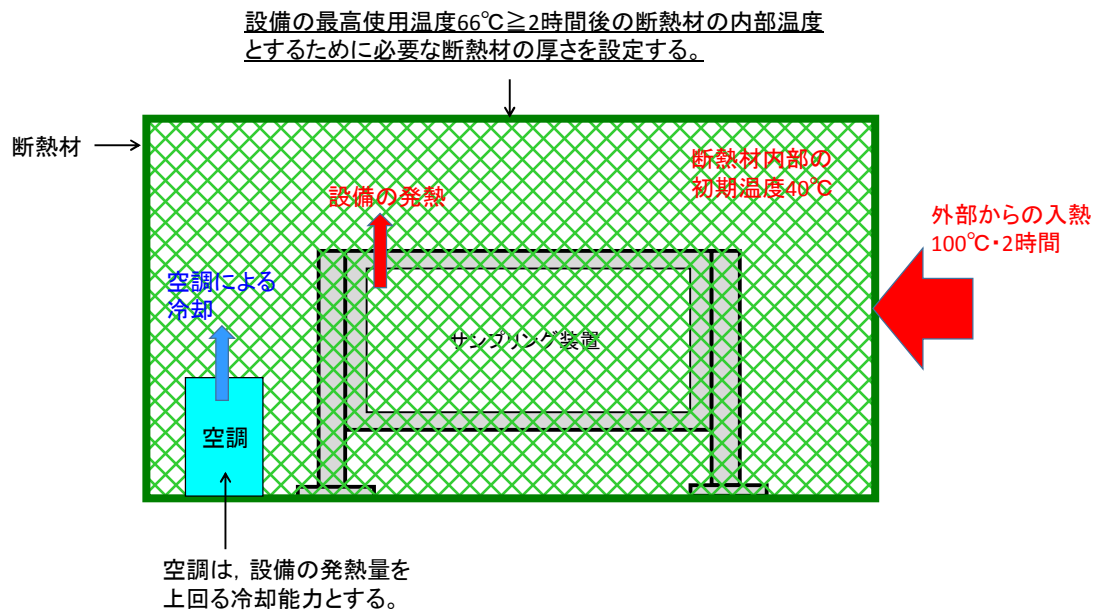 設備の最高使用温度66℃≧2時間後の断熱材の内部温度
とするために必要な断熱材の厚さを設定する。
断熱材
断熱材内部の
初期温度40℃
設備の発熱
外部からの入熱
100℃・2時間
空調による
冷却
サンプリング装置
空調
空調は，設備の発熱量を
上回る冷却能力とする。